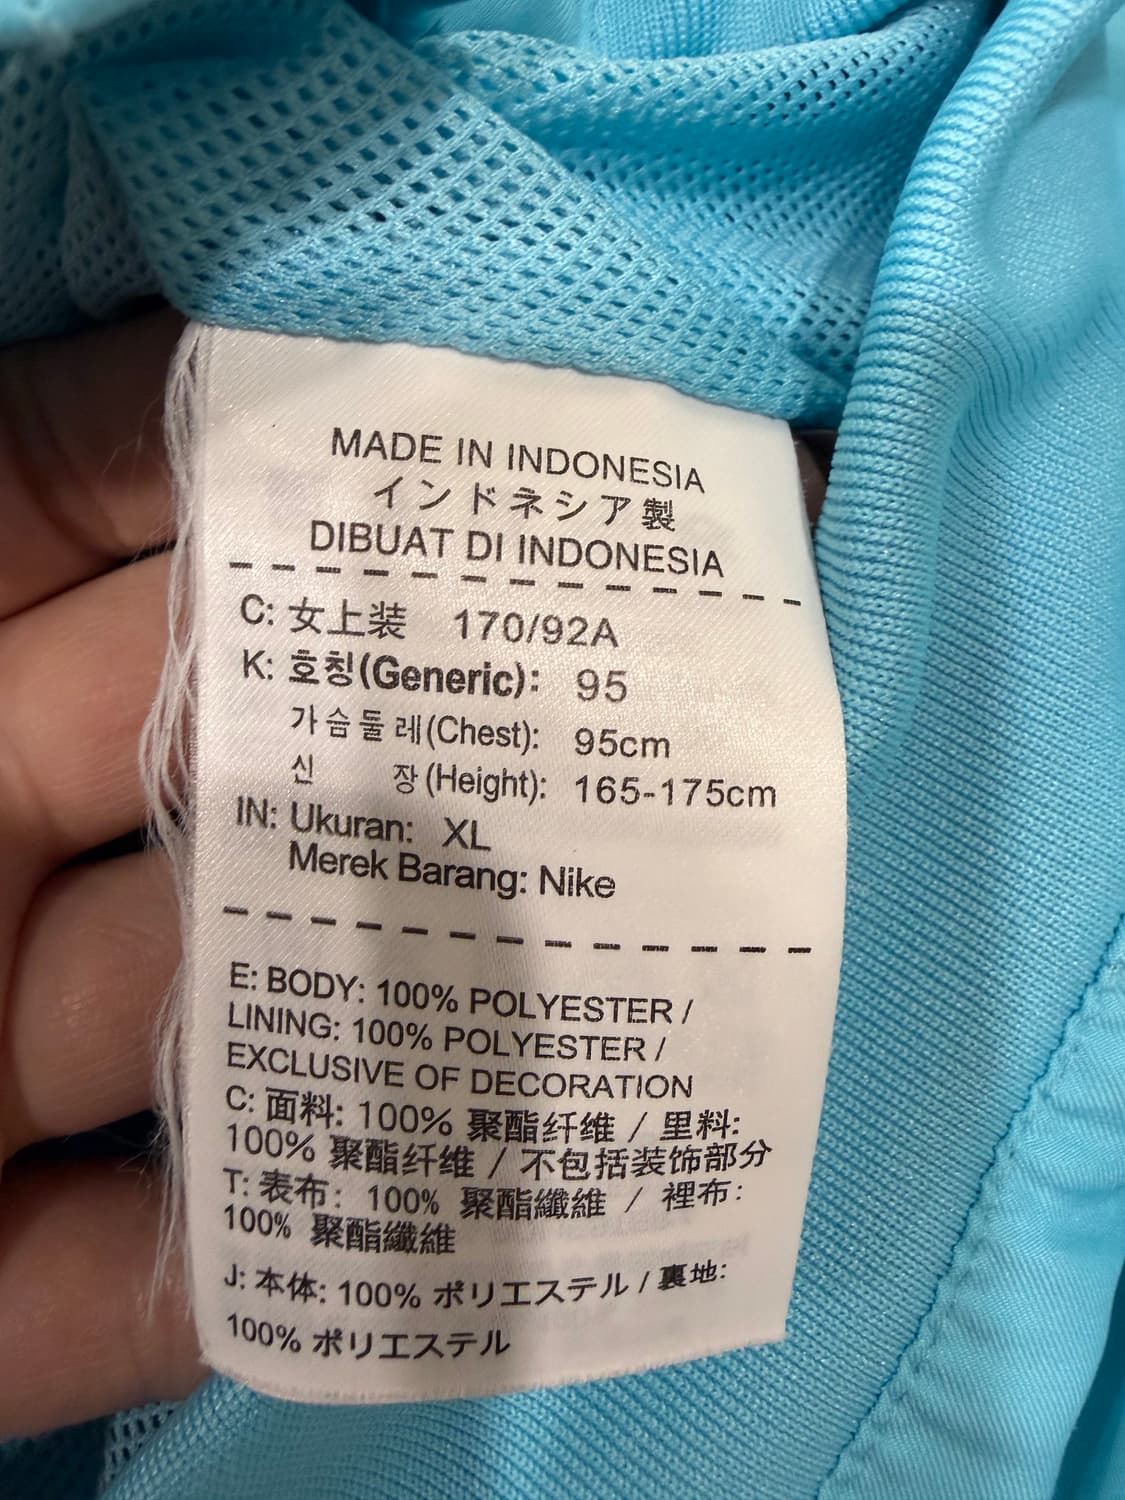 MADE IN INDONESIA
インドネシア製
DIBUAT DI INDONESIA
C: 女上装 170/92A
K: 호칭(Generic): 95
가슴둘레(Chest): 95cm
신 장(Height): 165-175cm
IN: Ukuran: XL
Merek Barang: Nike
E: BODY: 100% POLYESTER /
LINING: 100% POLYESTER /
EXCLUSIVE OF DECORATION
C: 面料: 100% 聚酯纤维 / 里料:
100% 聚酯纤维 / 不包括装饰部分
T: 表布: 100% 聚酯纖維 / 裡布:
100% 聚酯纖維
J: 本体: 100% ポリエステル / 裏地:
100% ポリエステル